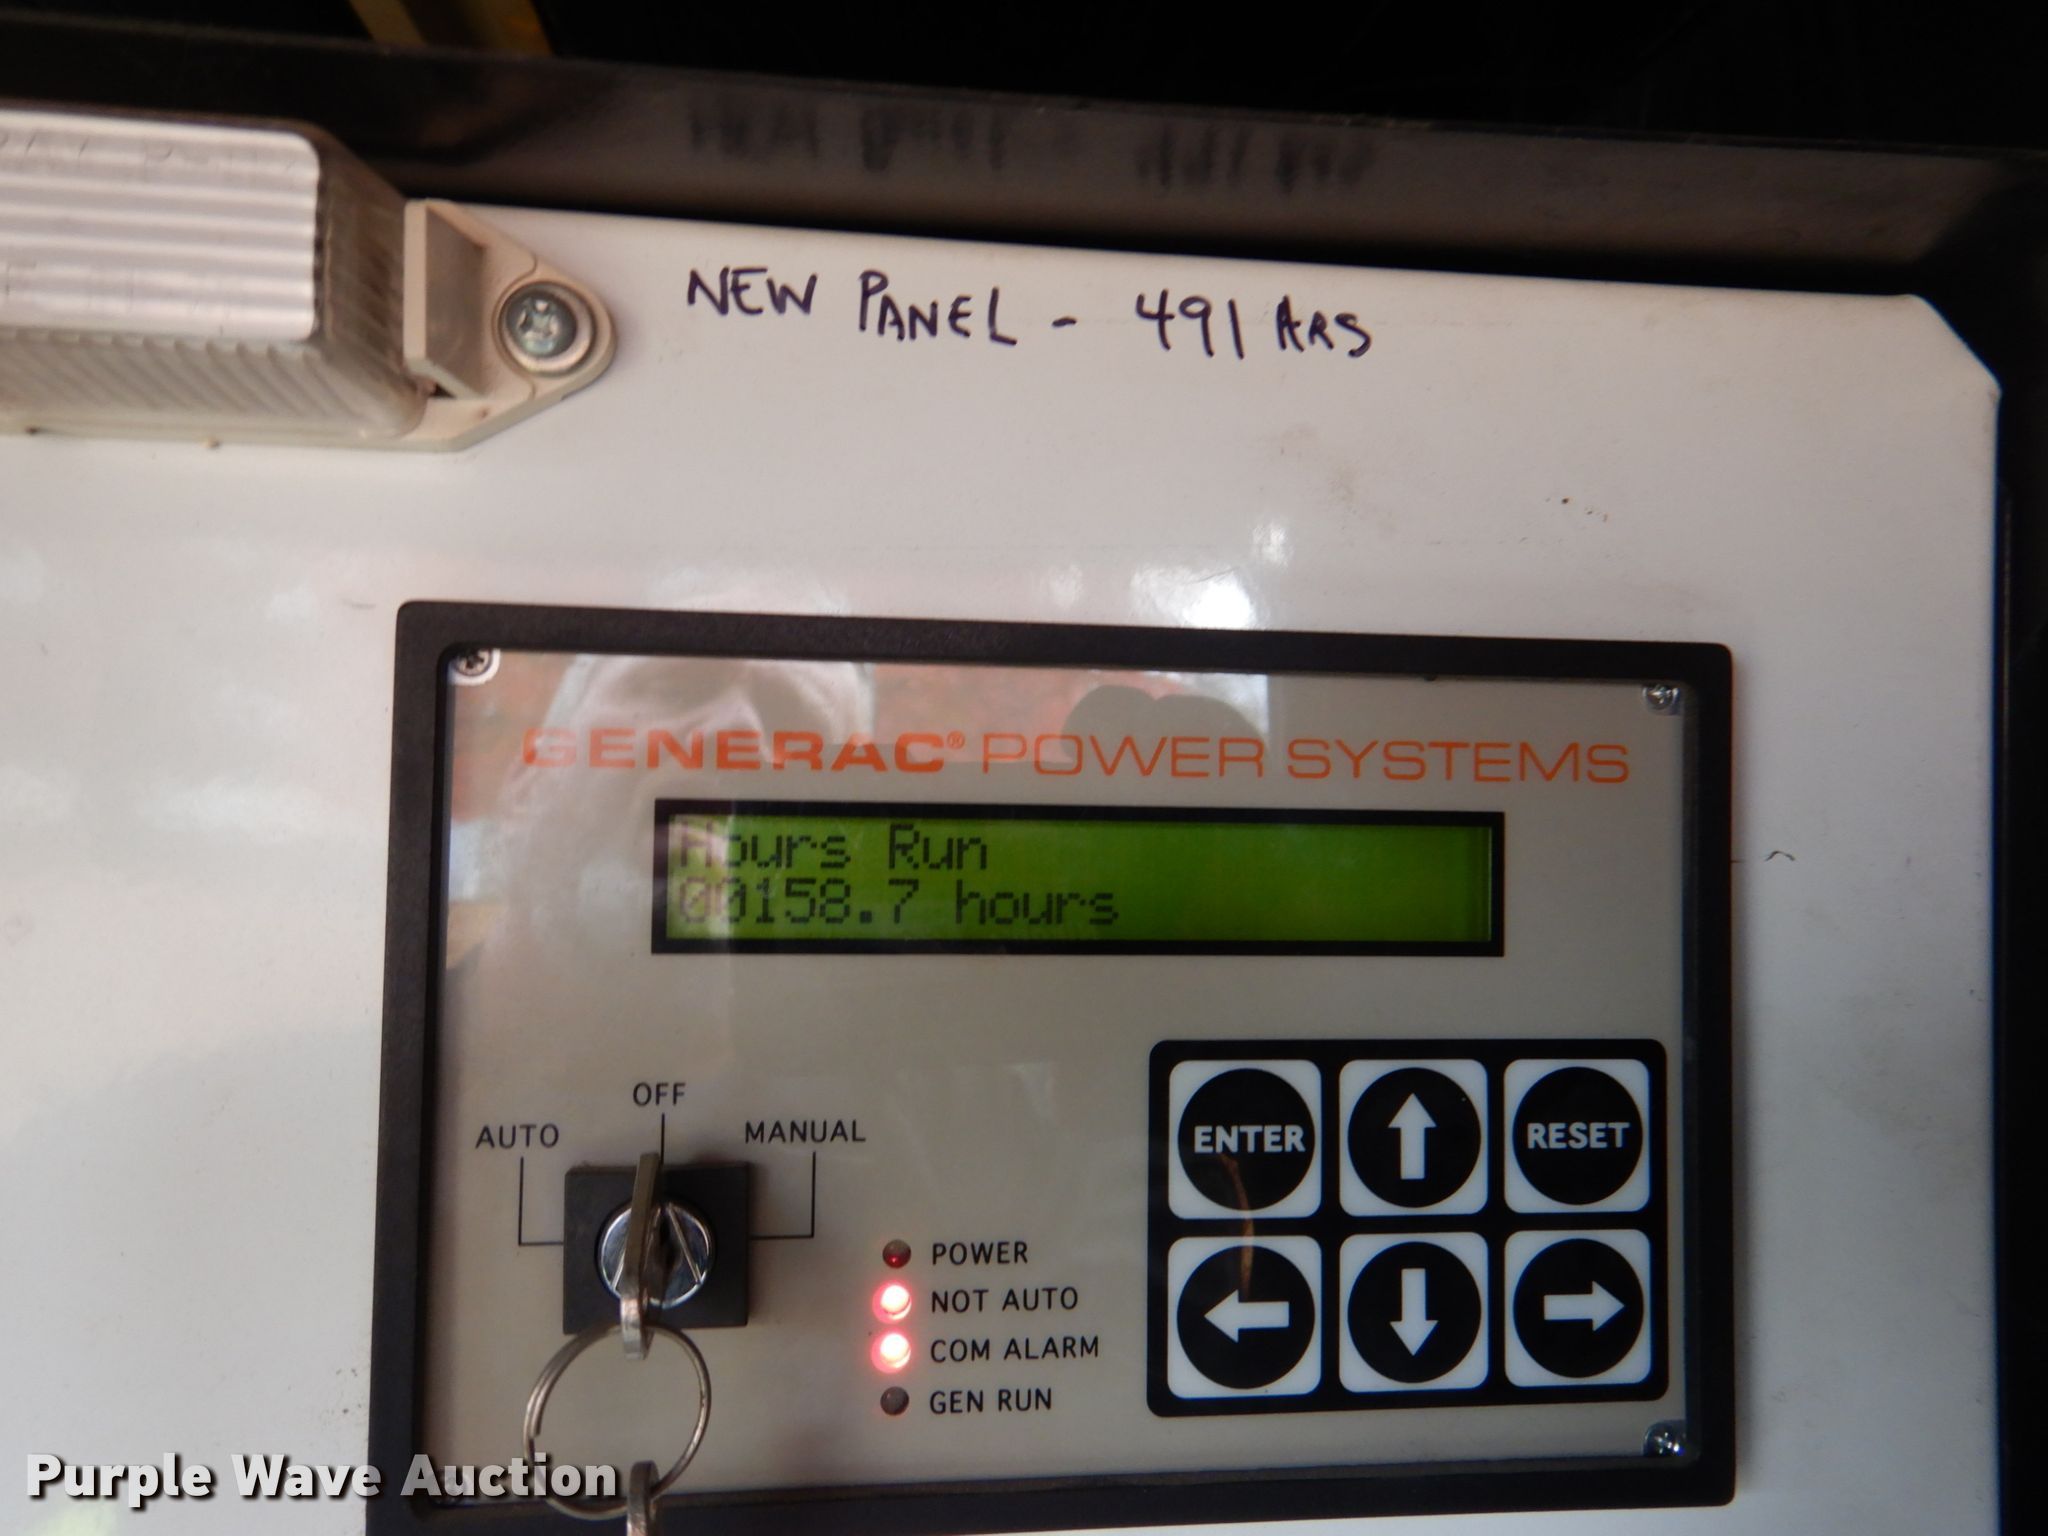 NEW PANEL - 491 HRS
GENERAC® POWER SYSTEMS
Hours Run
00158.7 hours
OFF
AUTO
MANUAL
ENTER
RESET
POWER
NOT AUTO
COM ALARM
GEN RUN
Purple Wave Auction